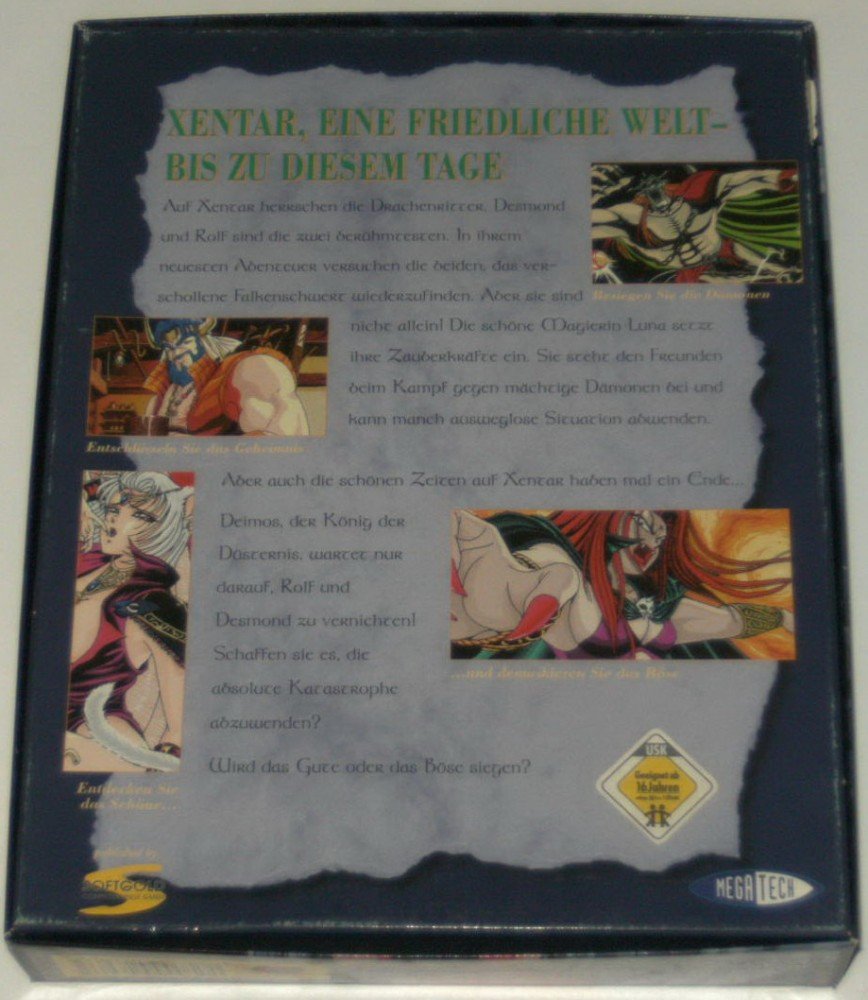 XENTAR, EINE FRIEDLICHE WELT–
BIS ZU DIESEM TAGE
Auf Xentar herrschen die Drachenritter. Desmond
und Rolf sind die zwei berühmtesten. In ihrem
neuesten Abenteuer versuchen die beiden, das ver-
schollene Falkenschwert wiederzufinden. Aber sie sind
Besiegen Sie die Dämonen
nicht allein! Die schöne Magierin Luna setzt
ihre Zauberkräfte ein. Sie steht den Freunden
beim Kampf gegen mächtige Dämonen bei und
kann manch ausweglose Situation abwenden.
Entschlüsseln Sie das Geheimnis
Aber auch die schönen Zeiten auf Xentar haben mal ein Ende...
Deimos, der König der
Düsternis, wartet nur
darauf, Rolf und
Desmond zu vernichten!
Schaffen sie es, die
absolute Katastrophe
abzuwenden?
...und demaskieren Sie das Böse
Wird das Gute oder das Böse siegen?
Entdecken Sie
das Schöne....
USK
Geeignet ab
16 Jahren
published by
SOFTGOLD
MEGATECH